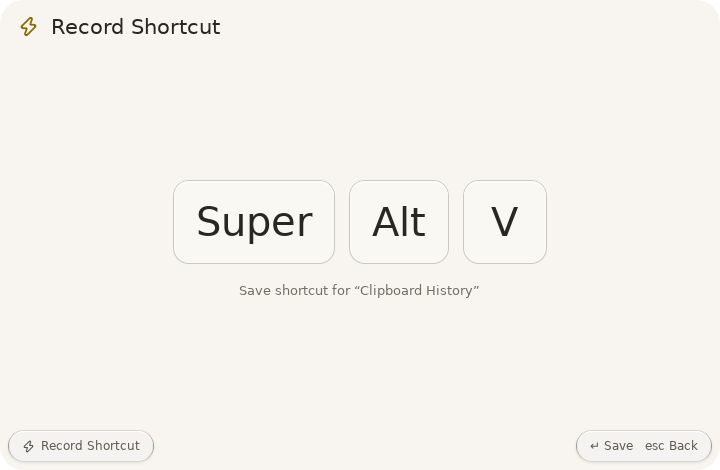 Record Shortcut
Super Alt V
Save shortcut for “Clipboard History”
Record Shortcut
↵ Save esc Back